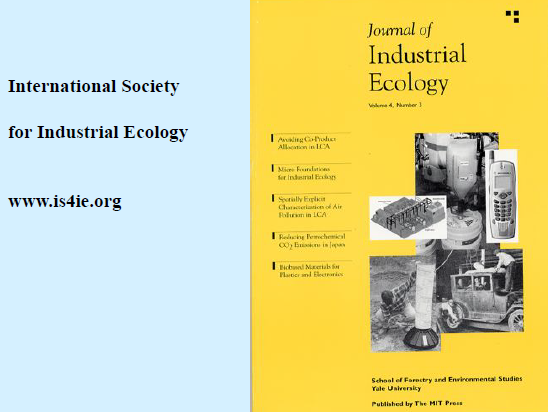 International Society
for Industrial Ecology
www.is4ie.org
Journal of
Industrial
Ecology
Volume 4, Number 3
Avoiding Co-Product
Allocation in LCA
Micro Foundations
for Industrial Ecology
Spatially Explicit
Characterization of Air
Pollution in LCA
Reducing Petrochemical
CO2 Emissions in Japan
Biobased Materials for
Plastics and Electronics
School of Forestry and Environmental Studies
Yale University
Published by The MIT Press